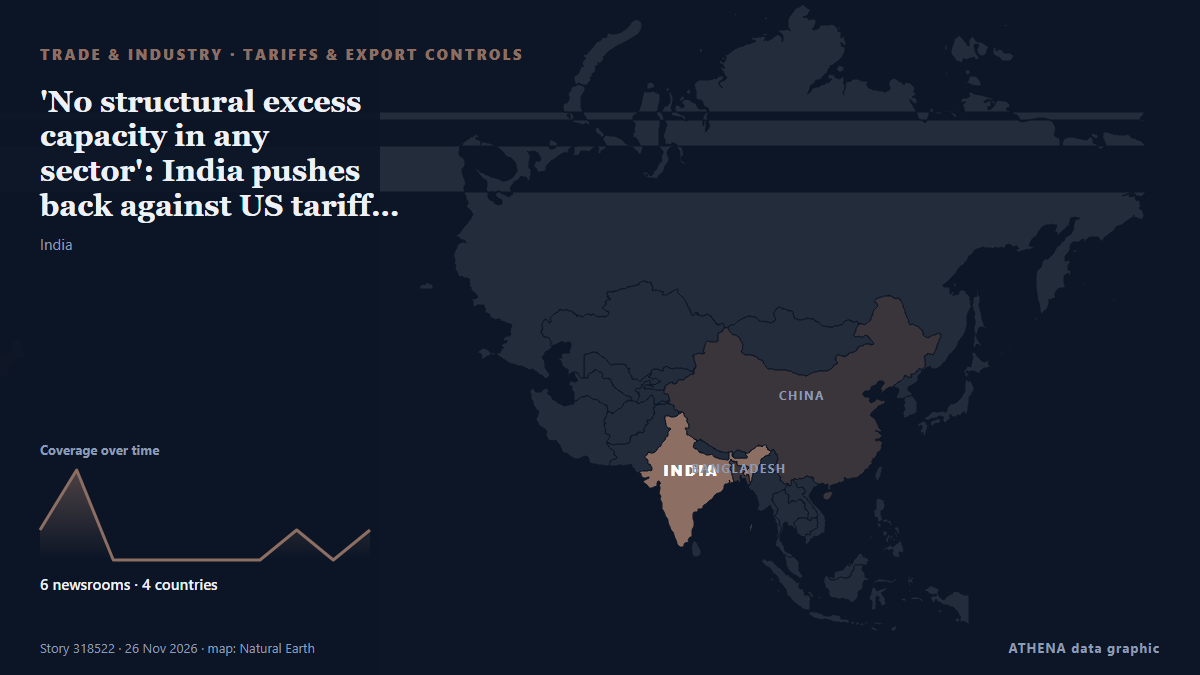 TRADE & INDUSTRY · TARIFFS & EXPORT CONTROLS
'No structural excess
capacity in any
sector': India pushes
back against US tariff...
India
CHINA
INDIA
BANGLADESH
Coverage over time
6 newsrooms · 4 countries
Story 318522 · 26 Nov 2026 · map: Natural Earth
ATHENA data graphic